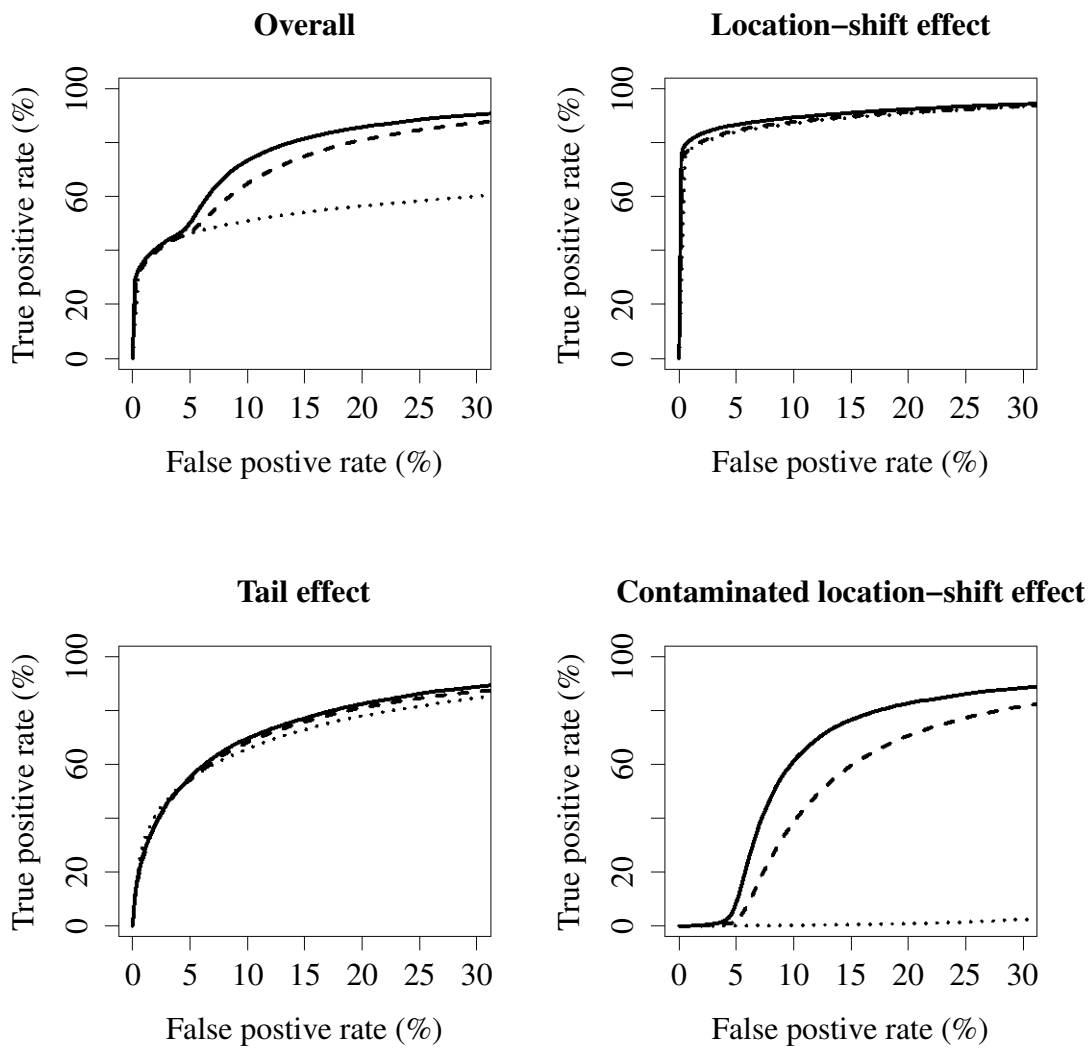 Overall
True positive rate (%)
0 20 60 100
0 5 10 15 20 25 30
False postive rate (%)
Location−shift effect
True positive rate (%)
0 20 60 100
0 5 10 15 20 25 30
False postive rate (%)
Tail effect
True positive rate (%)
0 20 60 100
0 5 10 15 20 25 30
False postive rate (%)
Contaminated location−shift effect
True positive rate (%)
0 20 60 100
0 5 10 15 20 25 30
False postive rate (%)